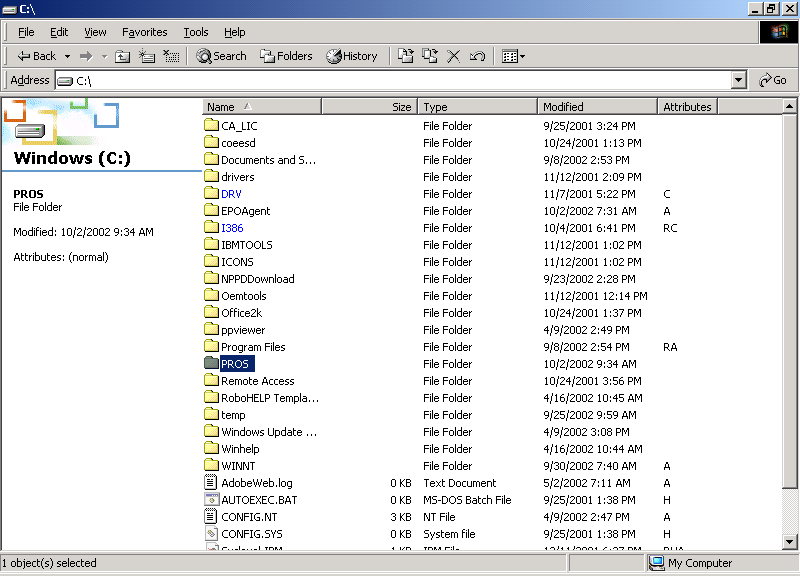 C:\
File Edit View Favorites Tools Help
Back Search Folders History
Address C:\ Go
Name Size Type Modified Attributes
Windows (C:)
PROS
File Folder
Modified: 10/2/2002 9:34 AM
Attributes: (normal)
CA_LIC File Folder 9/25/2001 3:24 PM
coeesd File Folder 10/24/2001 1:13 PM
Documents and S... File Folder 9/8/2002 2:53 PM
drivers File Folder 11/12/2001 2:09 PM
DRV File Folder 11/7/2001 5:22 PM C
EPOAgent File Folder 10/2/2002 7:31 AM A
I386 File Folder 10/4/2001 6:41 PM RC
IBMTOOLS File Folder 11/12/2001 1:02 PM
ICONS File Folder 11/12/2001 1:02 PM
NPPDDownload File Folder 9/23/2002 2:28 PM
Oemtools File Folder 11/12/2001 12:14 PM
Office2k File Folder 10/24/2001 1:37 PM
ppviewer File Folder 4/9/2002 2:49 PM
Program Files File Folder 9/8/2002 2:54 PM RA
PROS File Folder 10/2/2002 9:34 AM
Remote Access File Folder 10/24/2001 3:56 PM
RoboHELP Templa... File Folder 4/16/2002 10:45 AM
temp File Folder 9/25/2002 9:59 AM
Windows Update ... File Folder 4/9/2002 3:08 PM
Winhelp File Folder 4/16/2002 10:44 AM
WINNT File Folder 9/30/2002 7:40 AM A
AdobeWeb.log 0 KB Text Document 5/2/2002 7:11 AM A
AUTOEXEC.BAT 0 KB MS-DOS Batch File 9/25/2001 1:38 PM H
CONFIG.NT 3 KB NT File 4/9/2002 2:47 PM A
CONFIG.SYS 0 KB System file 9/25/2001 1:38 PM H
1 object(s) selected My Computer